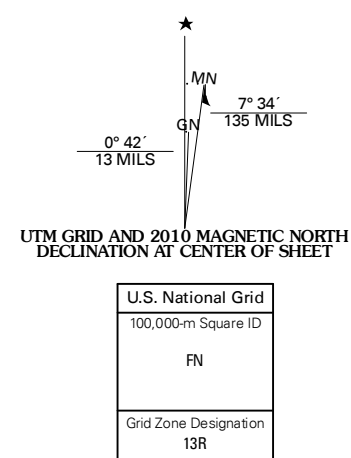 MN
7° 34´
135 MILS
GN
0° 42´
13 MILS
UTM GRID AND 2010 MAGNETIC NORTH
DECLINATION AT CENTER OF SHEET
U.S. National Grid
100,000-m Square ID
FN
Grid Zone Designation
13R